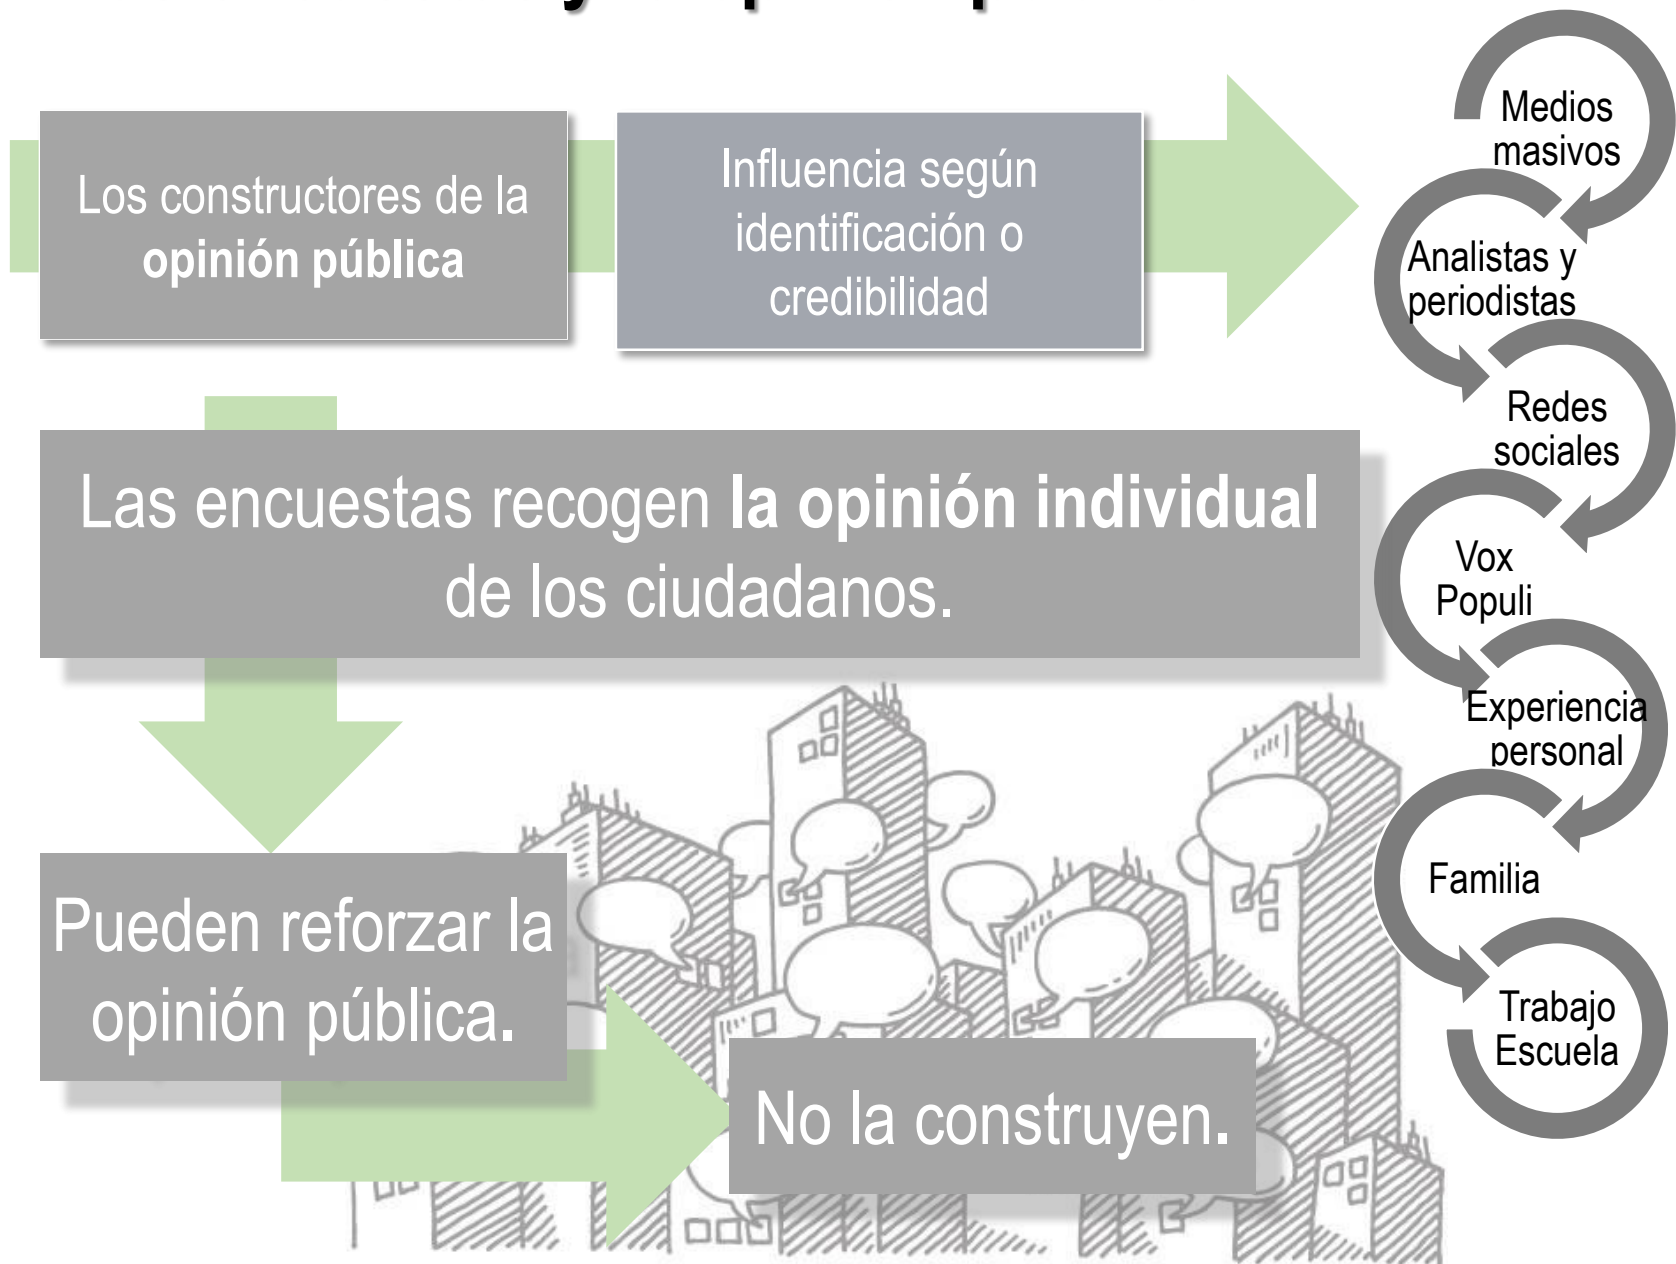 Los constructores de la
opinión pública
Influencia según
identificación o
credibilidad
Las encuestas recogen la opinión individual
de los ciudadanos.
Pueden reforzar la
opinión pública.
No la construyen.
Medios
masivos
Analistas y
periodistas
Redes
sociales
Vox
Populi
Experiencia
personal
Familia
Trabajo
Escuela